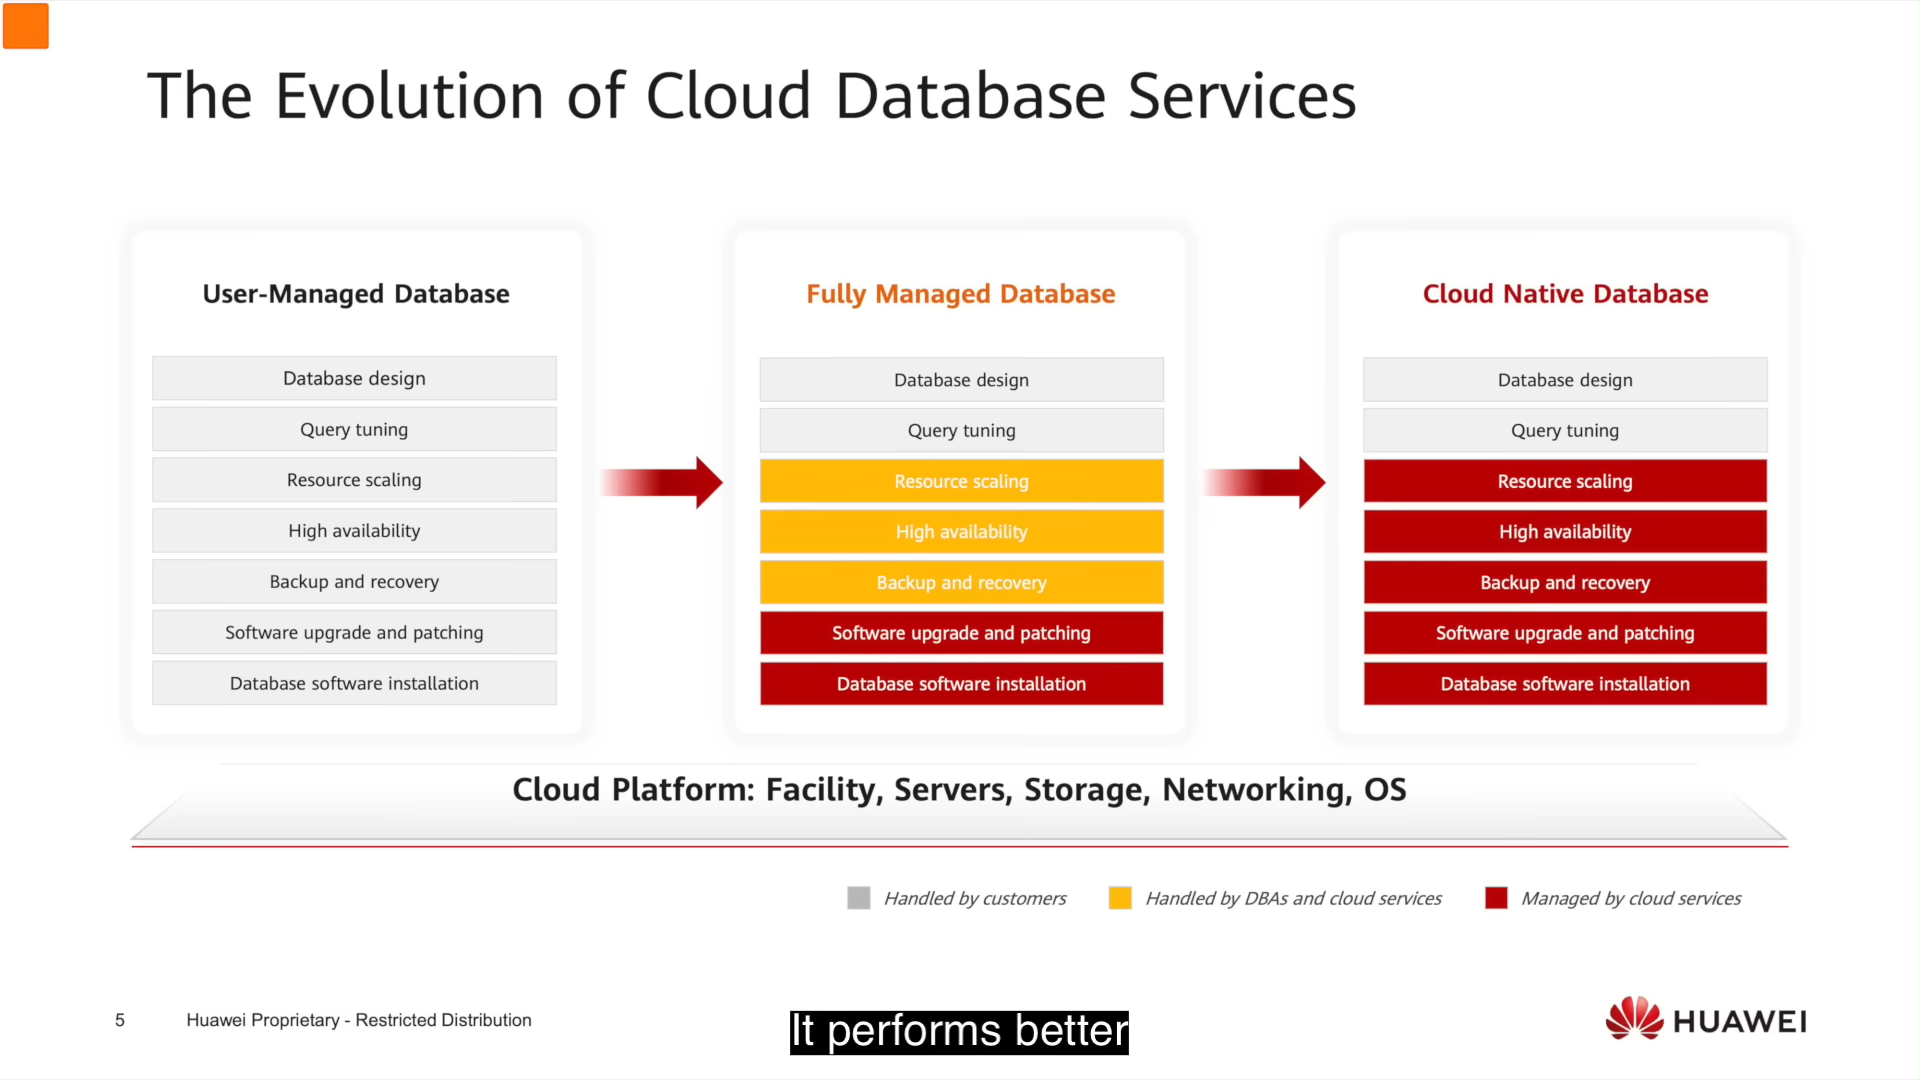 The Evolution of Cloud Database Services
User-Managed Database
Database design
Query tuning
Resource scaling
High availability
Backup and recovery
Software upgrade and patching
Database software installation
Fully Managed Database
Database design
Query tuning
Resource scaling
High availability
Backup and recovery
Software upgrade and patching
Database software installation
Cloud Native Database
Database design
Query tuning
Resource scaling
High availability
Backup and recovery
Software upgrade and patching
Database software installation
Cloud Platform: Facility, Servers, Storage, Networking, OS
Handled by customers
Handled by DBAs and cloud services
Managed by cloud services
5
Huawei Proprietary - Restricted Distribution
It performs better
HUAWEI